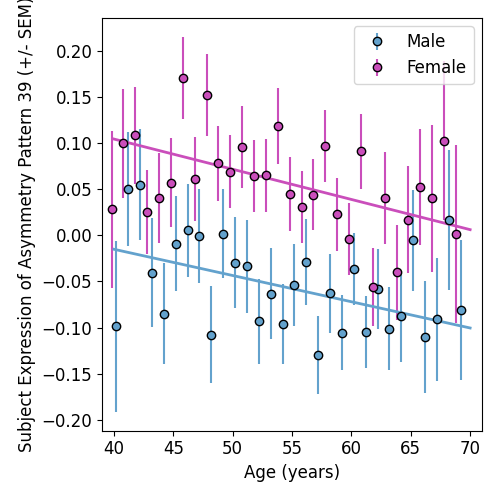 Subject Expression of Asymmetry Pattern 39 (+/- SEM)
0.20
0.15
0.10
0.05
0.00
−0.05
−0.10
−0.15
−0.20
Male
Female
40 45 50 55 60 65 70
Age (years)